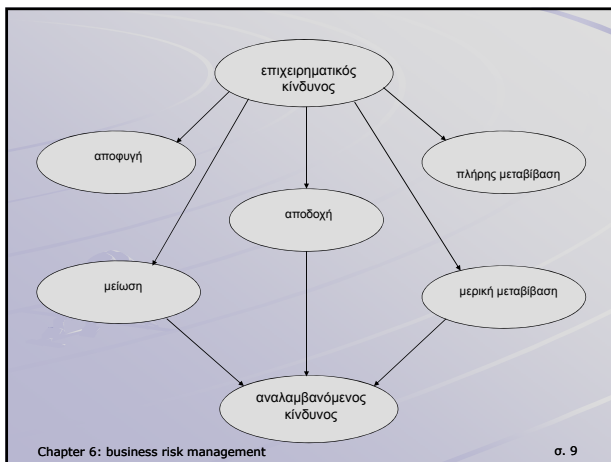 επιχειρηματικός
κίνδυνος
αποφυγή
πλήρης μεταβίβαση
αποδοχή
μείωση
μερική μεταβίβαση
αναλαμβανόμενος
κίνδυνος
Chapter 6: business risk management
σ. 9